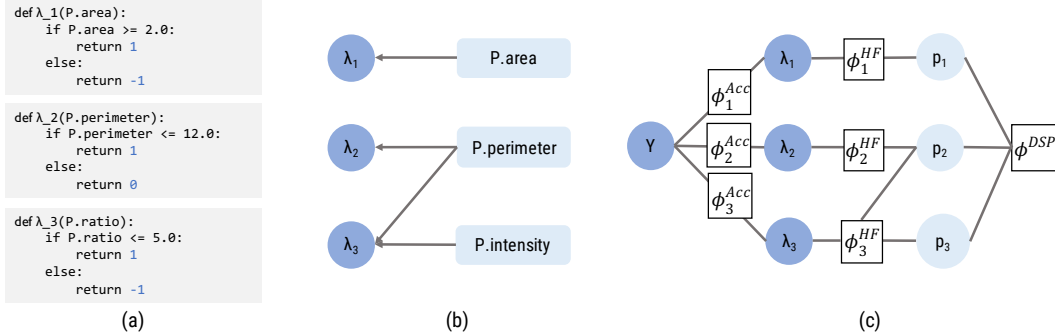 def λ_1(P.area):
if P.area >= 2.0:
return 1
else:
return -1
def λ_2(P.perimeter):
if P.perimeter <= 12.0:
return 1
else:
return 0
def λ_3(P.ratio):
if P.ratio <= 5.0:
return 1
else:
return -1
(a)
λ₁
P.area
λ₂
P.perimeter
λ₃
P.intensity
(b)
λ₁
ϕ₁ᴴᶠ
p₁
ϕ₁ᴬᶜᶜ
Y
ϕ₂ᴬᶜᶜ
λ₂
ϕ₂ᴴᶠ
p₂
ϕᴰˢᴾ
ϕ₃ᴬᶜᶜ
λ₃
ϕ₃ᴴᶠ
p₃
(c)